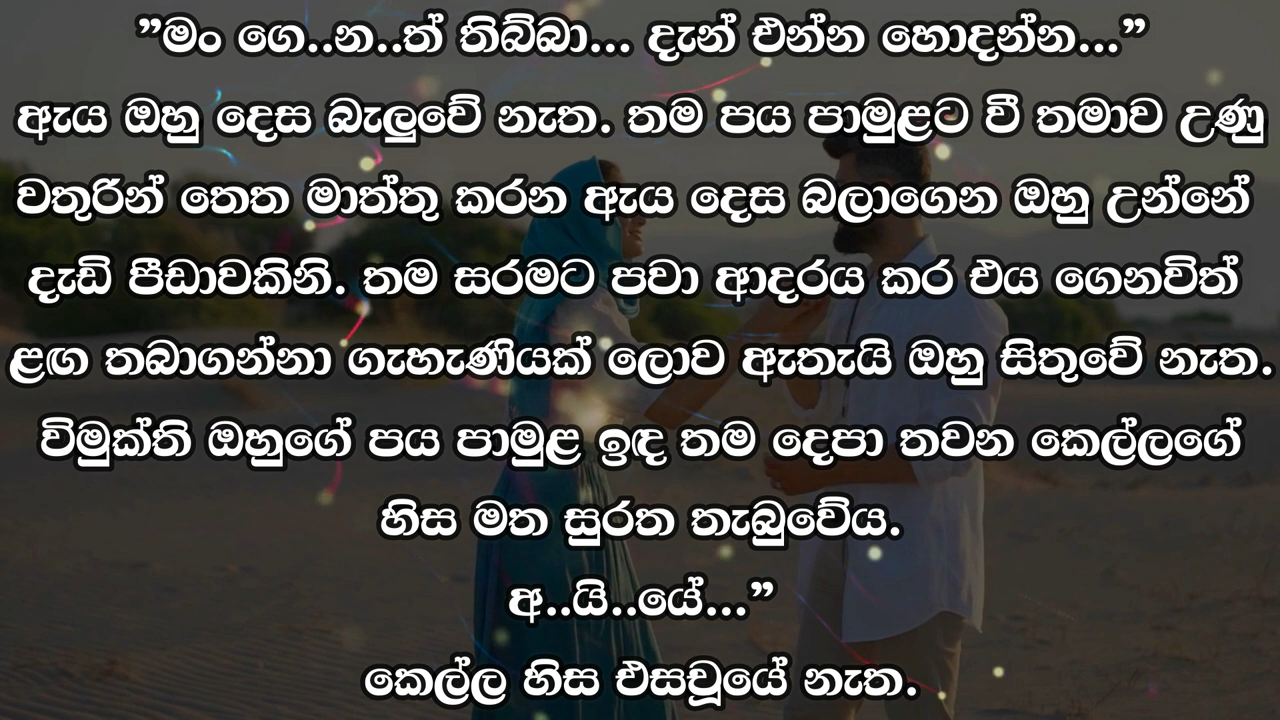 ”මං ගෙ..න..ත් තිබ්බා... දැන් එන්න හොදන්න...”
ඇය ඔහු දෙස බැලුවේ නැත. තම පය පාමුළට වී තමාව උණු
වතුරින් තෙත මාත්තු කරන ඇය දෙස බලාගෙන ඔහු උන්නේ
දැඩි පීඩාවකිනි. තම සරමට පවා ආදරය කර එය ගෙනවිත්
ළඟ තබාගන්නා ගැහැණියක් ලොව ඇතැයි ඔහු සිතුවේ නැත.
විමුක්ති ඔහුගේ පය පාමුළ ඉඳ තම දෙපා තවන කෙල්ලගේ
හිස මත සුරත තැබුවේය.
අ..යි..යේ...”
කෙල්ල හිස එසවූයේ නැත.